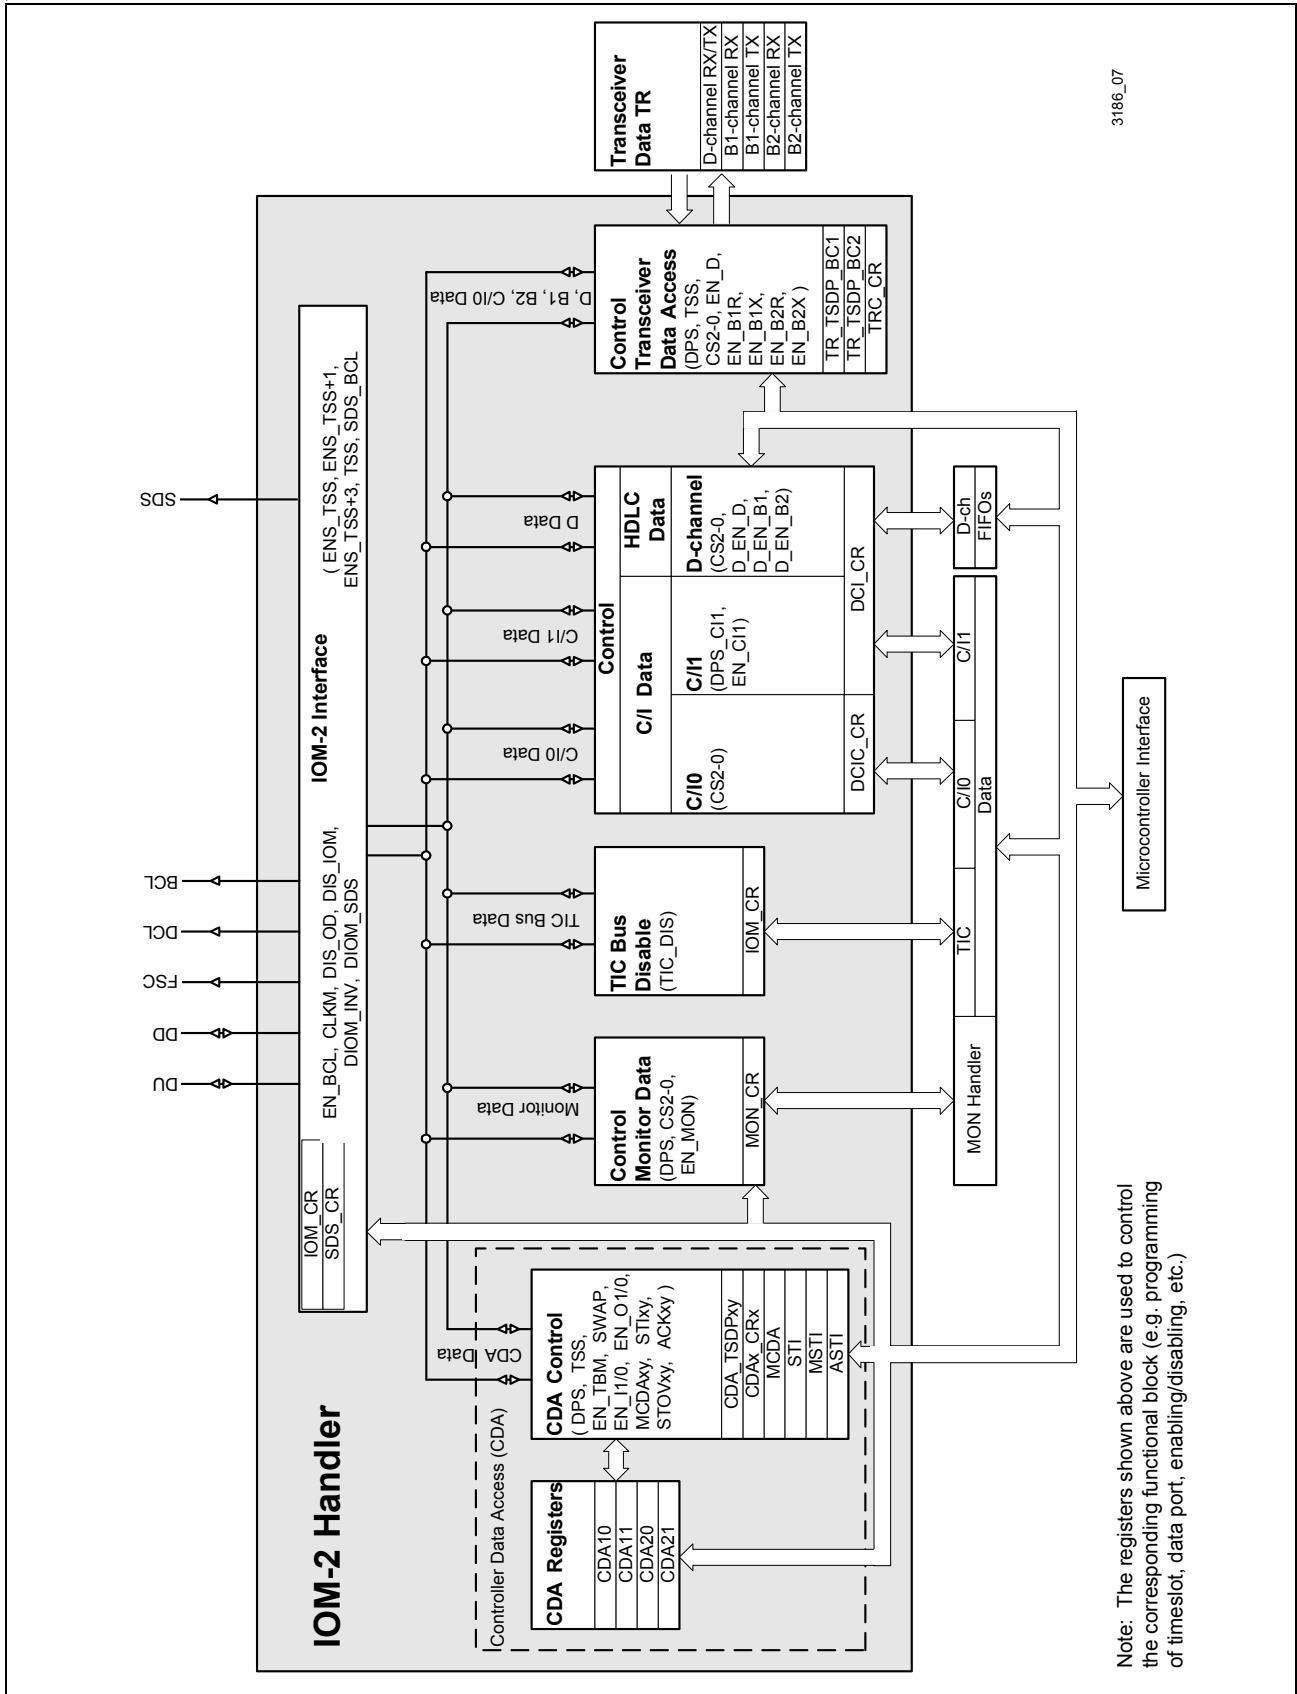 IOM-2 Handler
SDS
BCL
DCL
FSC
DD
DU
IOM-2 Interface
IOM_CR
SDS_CR
EN_BCL, CLKM, DIS_OD, DIS_IOM,
DIOM_INV, DIOM_SDS
( ENS_TSS, ENS_TSS+1,
ENS_TSS+3, TSS, SDS_BCL
Controller Data Access (CDA)
CDA Registers
CDA10
CDA11
CDA20
CDA21
CDA Data
CDA Control
( DPS, TSS,
EN_TBM, SWAP,
EN_I1/0, EN_O1/0,
MCDAxy, STIxy,
STOVxy, ACKxy )
CDA_TSDPxy
CDAx_CRx
MCDA
STI
MSTI
ASTI
Monitor Data
Control
Monitor Data
(DPS, CS2-0,
EN_MON)
MON_CR
TIC Bus Data
TIC Bus
Disable
(TIC_DIS)
IOM_CR
C/I0 Data
C/I1 Data
D Data
Control
C/I Data
HDLC
Data
C/I0
(CS2-0)
C/I1
(DPS_CI1,
EN_CI1)
D-channel
(CS2-0,
D_EN_D,
D_EN_B1,
D_EN_B2)
DCIC_CR
DCI_CR
D, B1, B2, C/I0 Data
Control
Transceiver
Data Access
(DPS, TSS,
CS2-0, EN_D,
EN_B1R,
EN_B1X,
EN_B2R,
EN_B2X )
TR_TSDP_BC1
TR_TSDP_BC2
TRC_CR
Transceiver
Data TR
D-channel RX/TX
B1-channel RX
B1-channel TX
B2-channel RX
B2-channel TX
MON Handler
TIC
C/I0
C/I1
Data
D-ch
FIFOs
Microcontroller Interface
Note: The registers shown above are used to control
the corresponding functional block (e.g. programming
of timeslot, data port, enabling/disabling, etc.)
3186_07